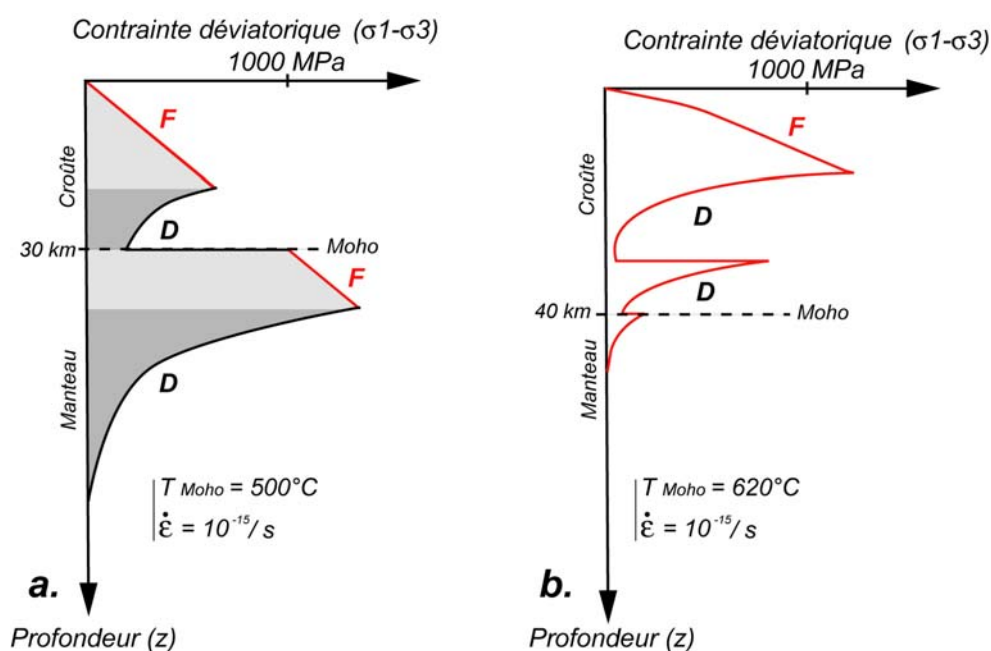 Contrainte déviatorique (σ1-σ3)
1000 MPa
F
Croûte
D
30 km
Moho
F
Manteau
D
T Moho = 500°C
ε̇ = 10⁻¹⁵/ s
a.
Profondeur (z)
Contrainte déviatorique (σ1-σ3)
1000 MPa
F
Croûte
D
D
40 km
Moho
Manteau
T Moho = 620°C
ε̇ = 10⁻¹⁵/ s
b.
Profondeur (z)